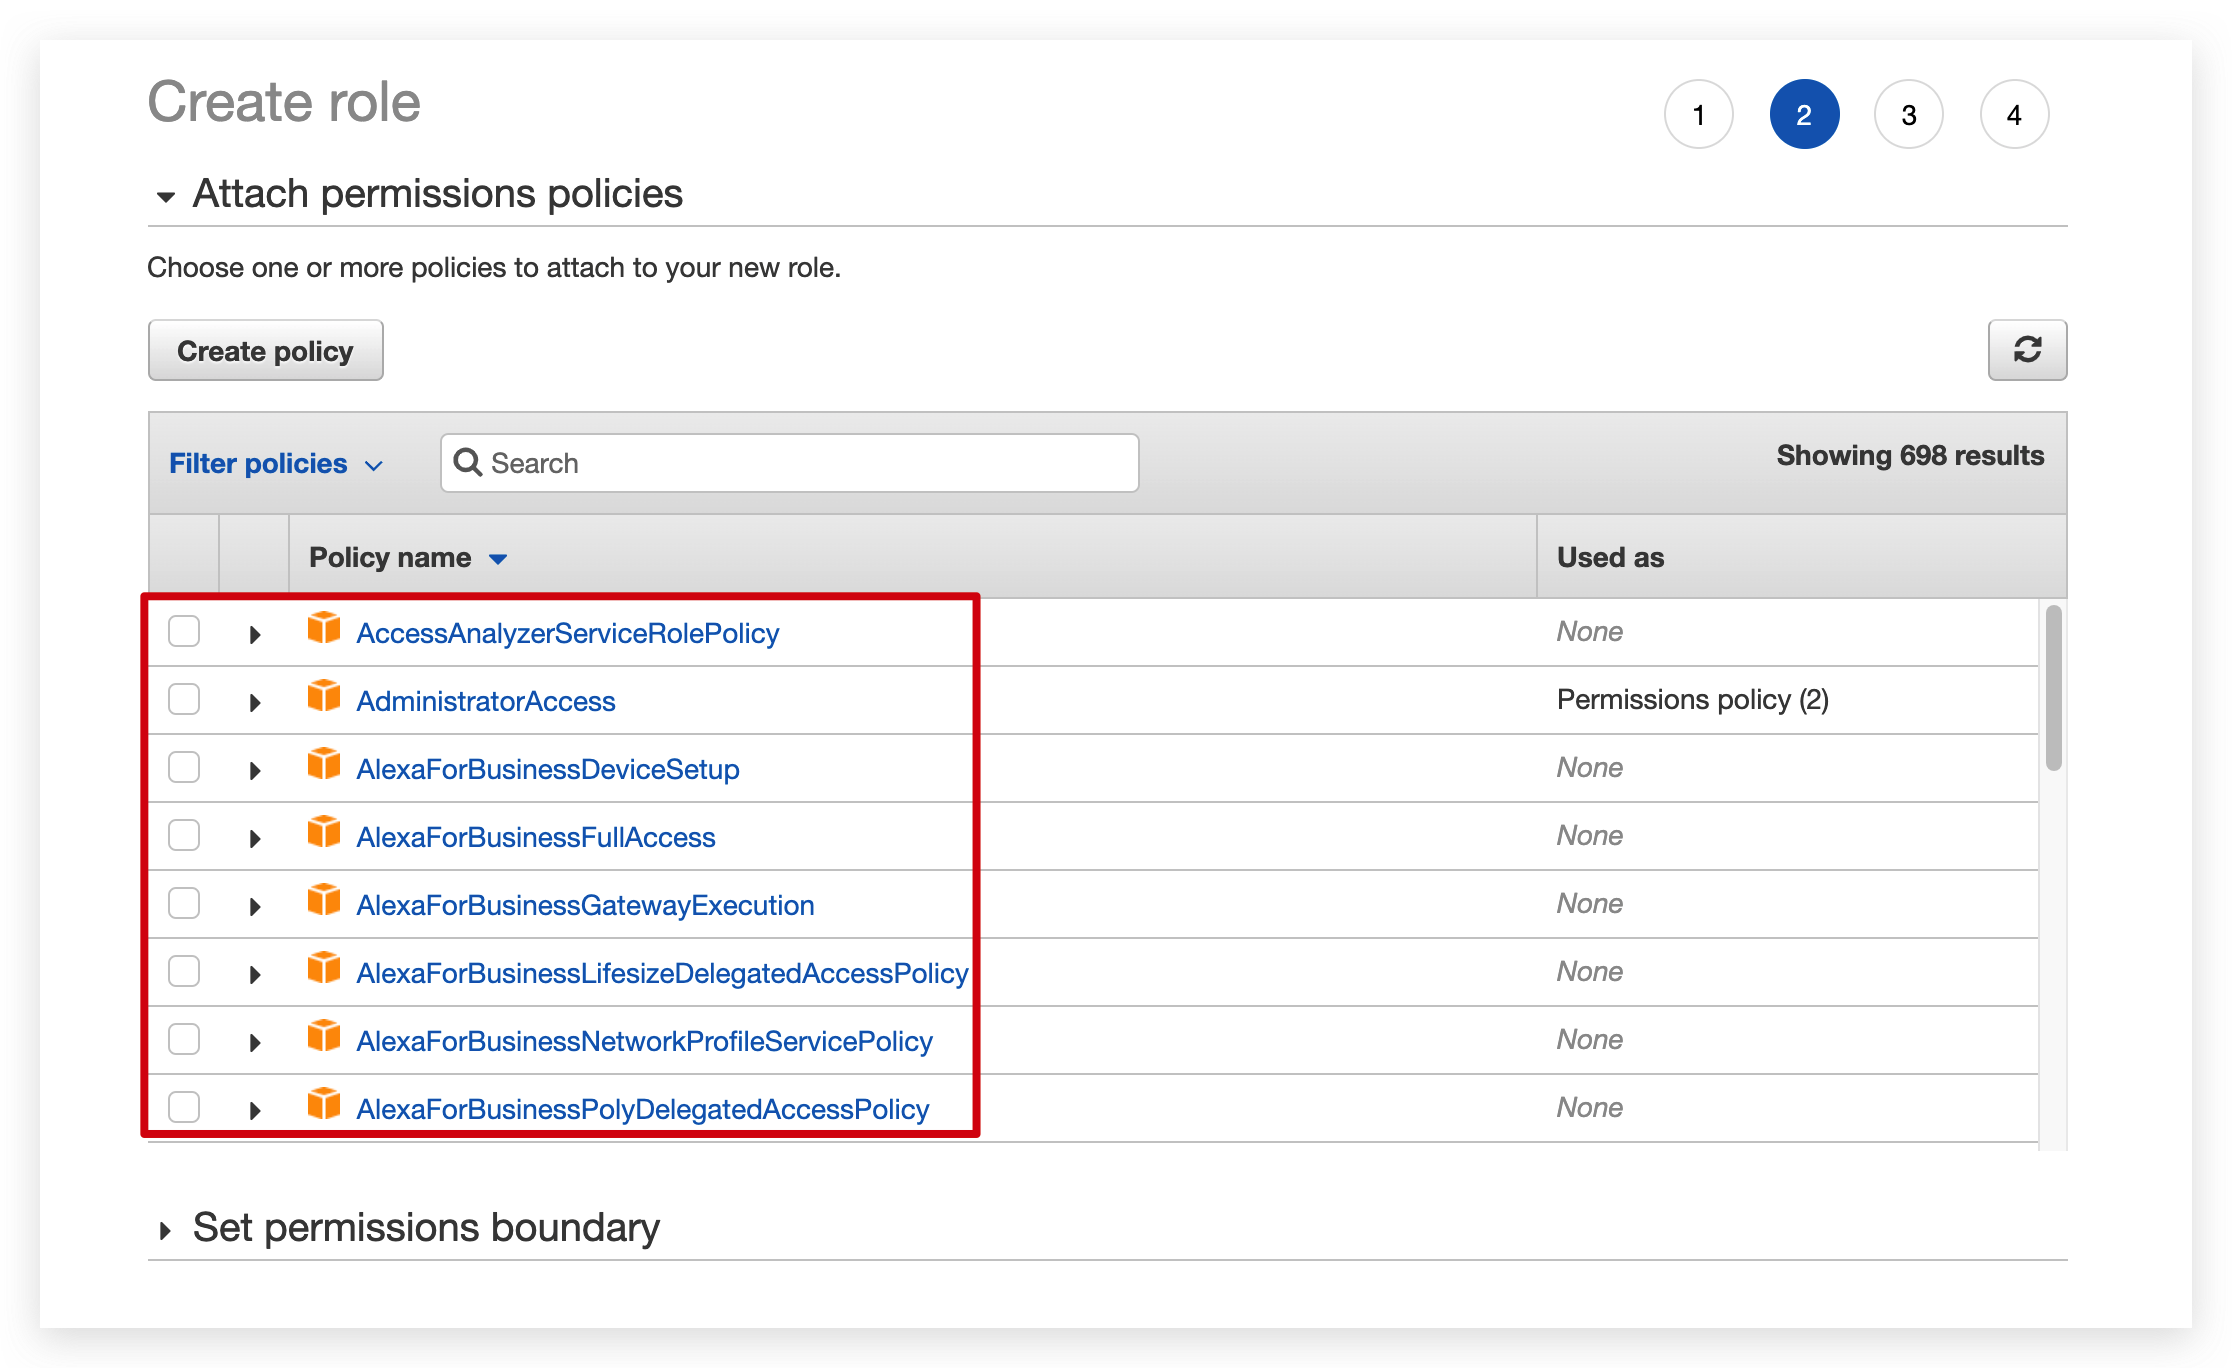 Create role
1 2 3 4
Attach permissions policies
Choose one or more policies to attach to your new role.
Create policy
Filter policies Search Showing 698 results
Policy name Used as
AccessAnalyzerServiceRolePolicy None
AdministratorAccess Permissions policy (2)
AlexaForBusinessDeviceSetup None
AlexaForBusinessFullAccess None
AlexaForBusinessGatewayExecution None
AlexaForBusinessLifesizeDelegatedAccessPolicy None
AlexaForBusinessNetworkProfileServicePolicy None
AlexaForBusinessPolyDelegatedAccessPolicy None
Set permissions boundary